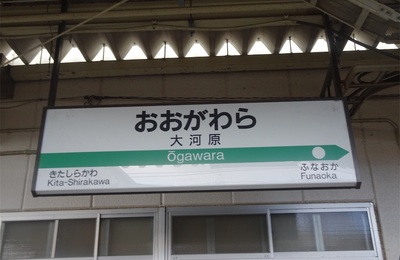 おおがわら
大河原
Ōgawara
きたしらかわ
Kita-Shirakawa
ふなおか
Funaoka